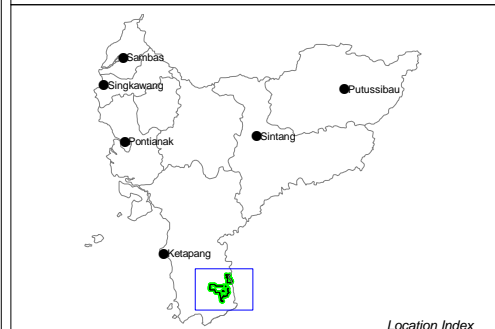 Sambas
Singkawang
Putussibau
Pontianak
Sintang
Ketapang
Location Index